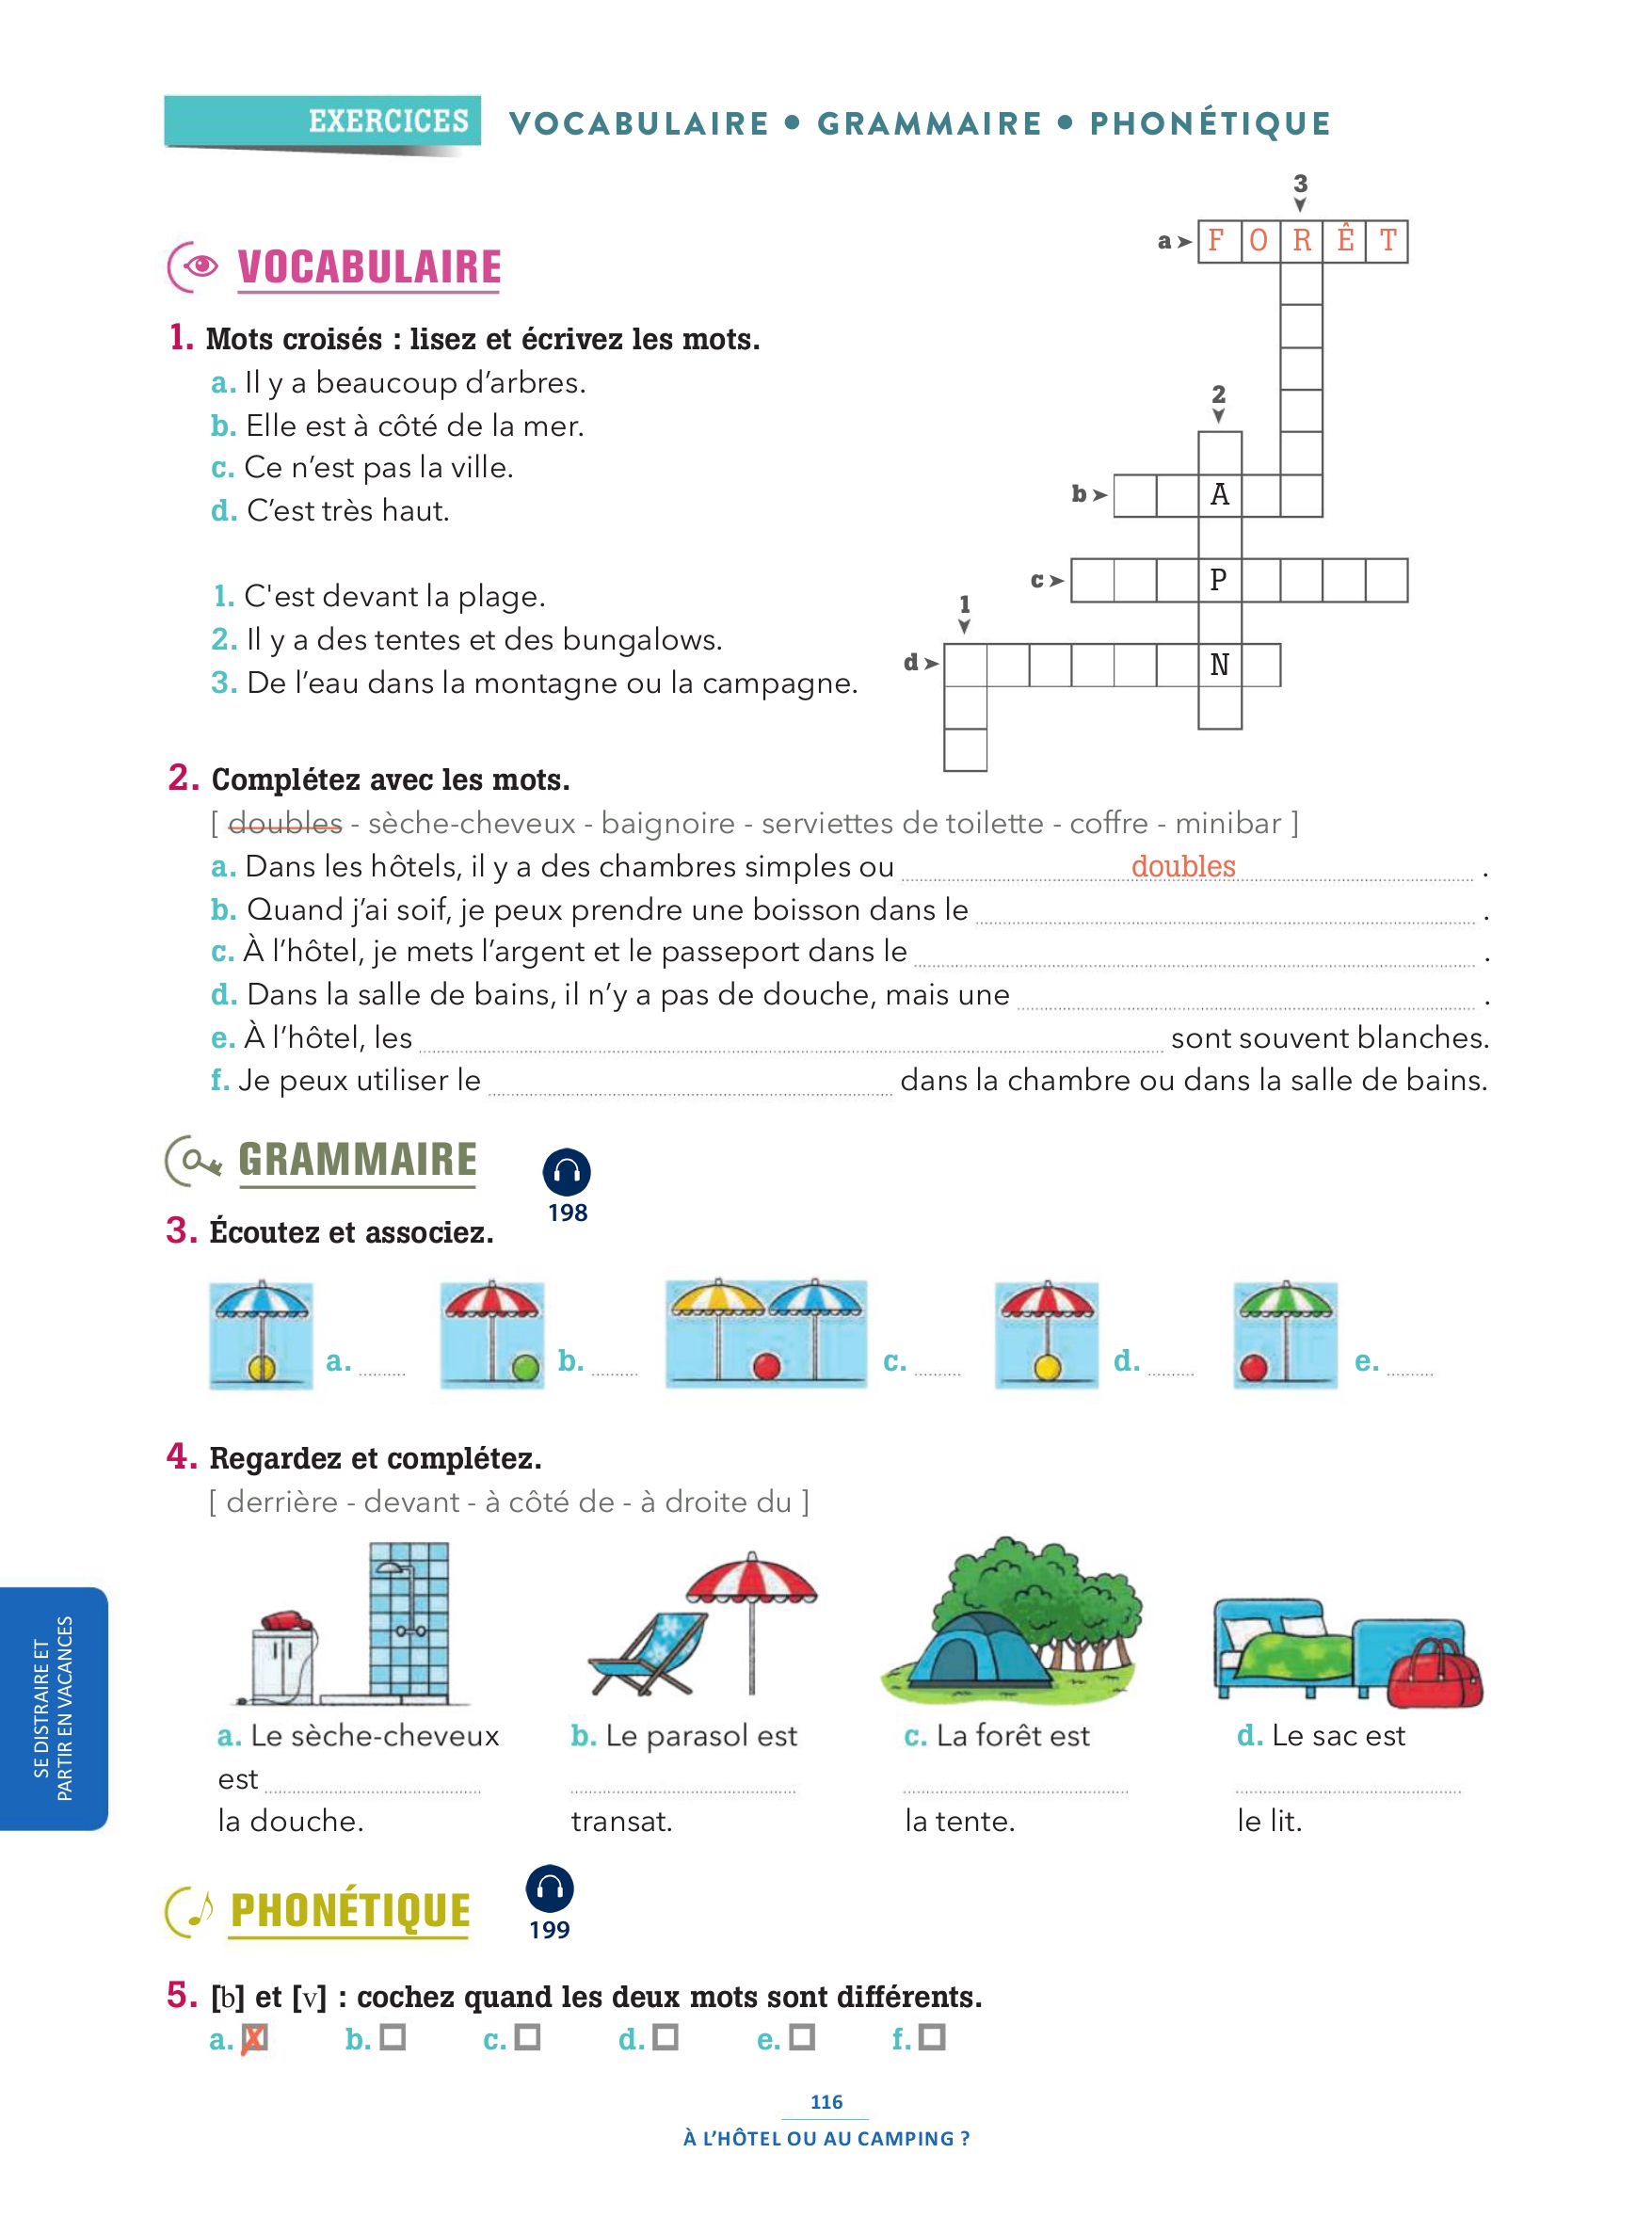 EXERCICES VOCABULAIRE • GRAMMAIRE • PHONÉTIQUE
VOCABULAIRE
1. Mots croisés : lisez et écrivez les mots.
a. Il y a beaucoup d’arbres.
b. Elle est à côté de la mer.
c. Ce n’est pas la ville.
d. C’est très haut.
1. C'est devant la plage.
2. Il y a des tentes et des bungalows.
3. De l’eau dans la montagne ou la campagne.
3
a F O R Ê T
2
b A
c P
1
d N
2. Complétez avec les mots.
[ doubles - sèche-cheveux - baignoire - serviettes de toilette - coffre - minibar ]
a. Dans les hôtels, il y a des chambres simples ou doubles .
b. Quand j’ai soif, je peux prendre une boisson dans le .
c. À l’hôtel, je mets l’argent et le passeport dans le .
d. Dans la salle de bains, il n’y a pas de douche, mais une .
e. À l’hôtel, les sont souvent blanches.
f. Je peux utiliser le dans la chambre ou dans la salle de bains.
GRAMMAIRE
198
3. Écoutez et associez.
a. b. c. d. e.
4. Regardez et complétez.
[ derrière - devant - à côté de - à droite du ]
a. Le sèche-cheveux
est
la douche.
b. Le parasol est
transat.
c. La forêt est
la tente.
d. Le sac est
le lit.
SE DISTRAIRE ET
PARTIR EN VACANCES
PHONÉTIQUE
199
5. [b] et [v] : cochez quand les deux mots sont différents.
a. ✗ b. c. d. e. f.
116
À L’HÔTEL OU AU CAMPING ?